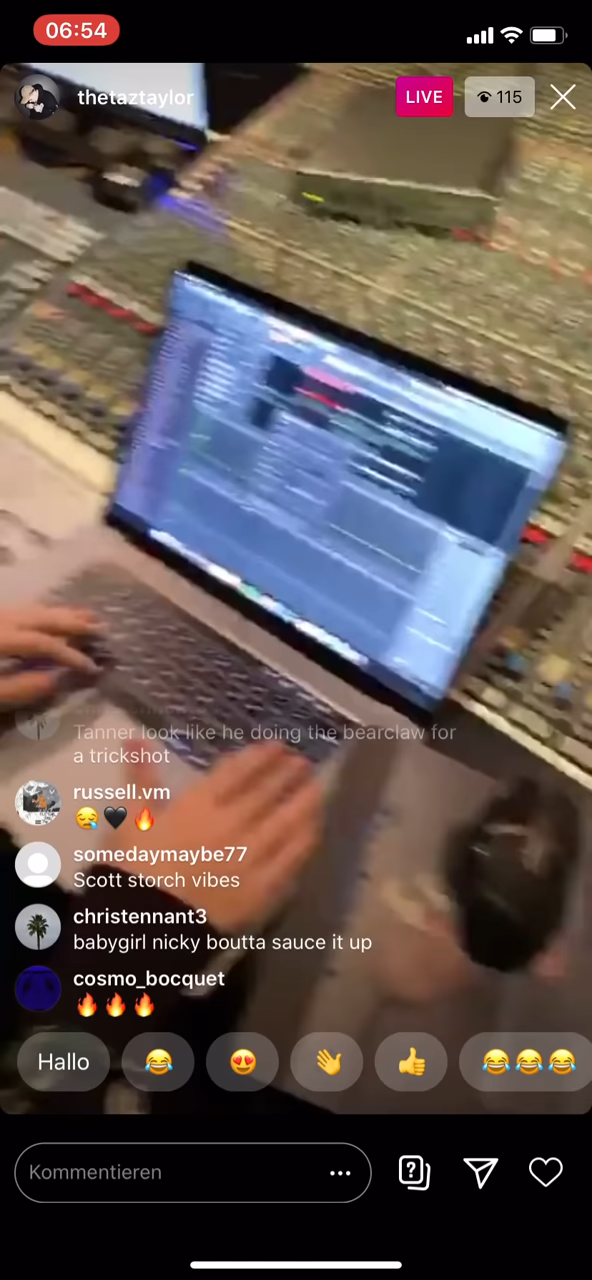 06:54
thetaztaylor
LIVE
115
Tanner look like he doing the bearclaw for
a trickshot
russell.vm
😪🖤🔥
somedaymaybe77
Scott storch vibes
christennant3
babygirl nicky boutta sauce it up
cosmo_bocquet
🔥🔥🔥
Hallo 😂 😍 👋 👍 😂😂😂
Kommentieren